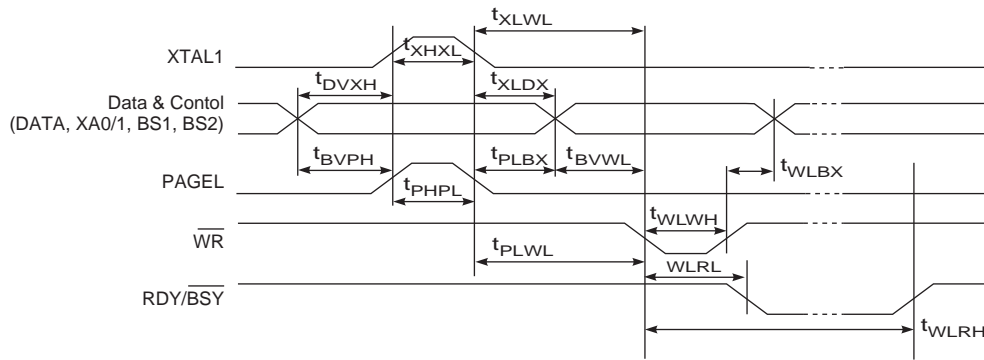 tXLWL
XTAL1
tXHXL
tDVXH
tXLDX
Data & Contol
(DATA, XA0/1, BS1, BS2)
tBVPH
tPLBX
tBVWL
tWLBX
PAGEL
tPHPL
tWLWH
WR
tPLWL
WLRL
RDY/BSY
tWLRH